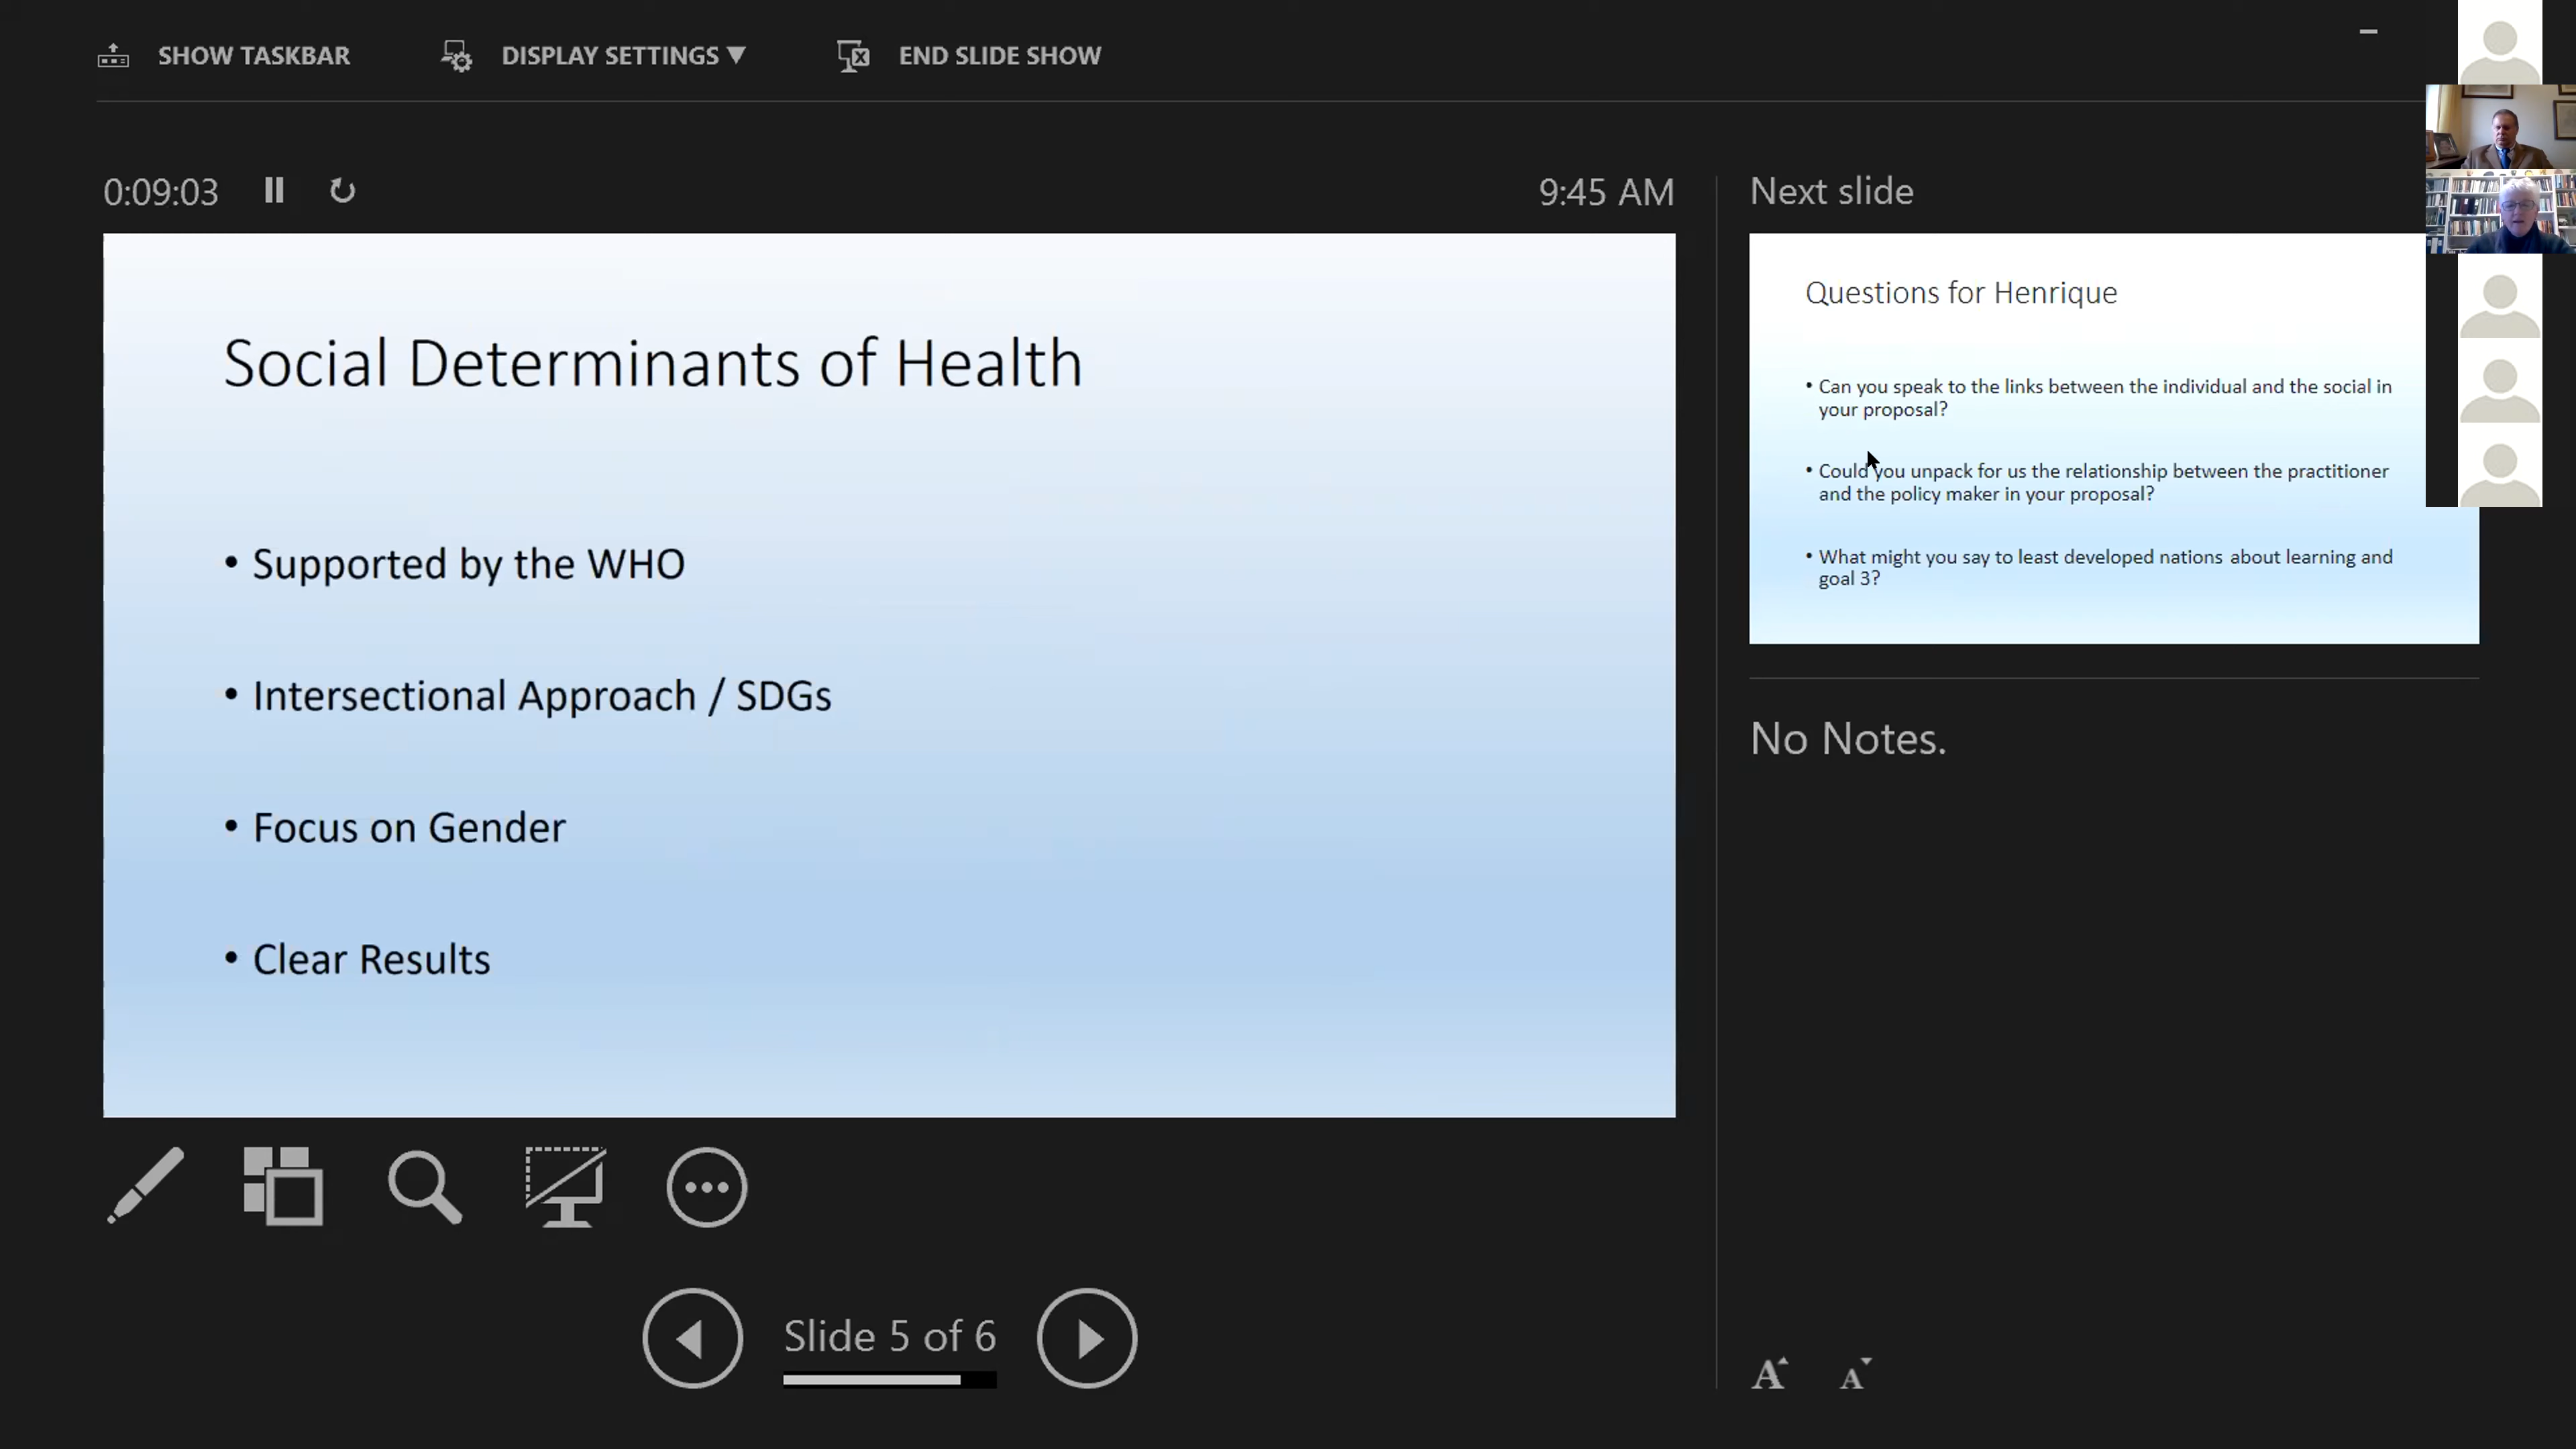 SHOW TASKBAR
DISPLAY SETTINGS ▼
END SLIDE SHOW
0:09:03
9:45 AM
Social Determinants of Health
• Supported by the WHO
• Intersectional Approach / SDGs
• Focus on Gender
• Clear Results
Slide 5 of 6
Next slide
Questions for Henrique
• Can you speak to the links between the individual and the social in
your proposal?
• Could you unpack for us the relationship between the practitioner
and the policy maker in your proposal?
• What might you say to least developed nations about learning and
goal 3?
No Notes.
A A